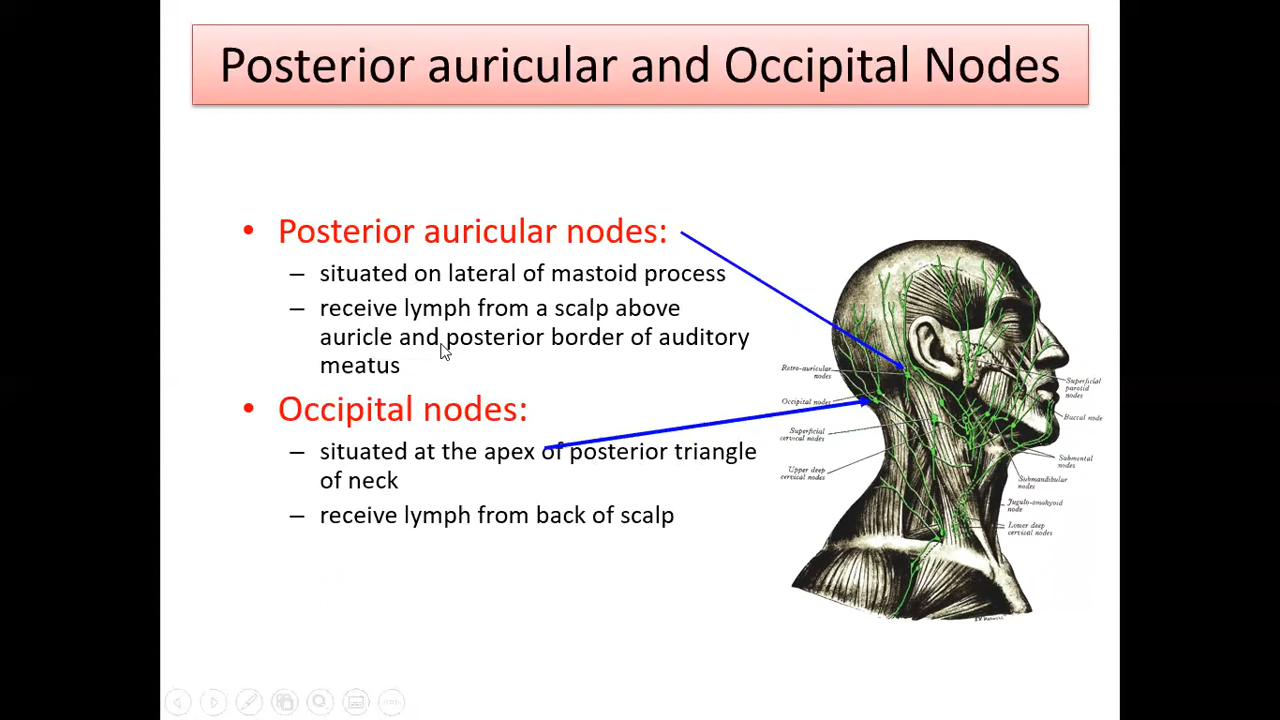 Posterior auricular and Occipital Nodes
• Posterior auricular nodes:
– situated on lateral of mastoid process
– receive lymph from a scalp above
auricle and posterior border of auditory
meatus
• Occipital nodes:
– situated at the apex of posterior triangle
of neck
– receive lymph from back of scalp
Retro-auricular
nodes
Occipital nodes
Superficial
cervical nodes
Upper deep
cervical nodes
Superficial
parotid
nodes
Buccal node
Submental
nodes
Submandibular
nodes
Jugulo-omohyoid
node
Lower deep
cervical nodes